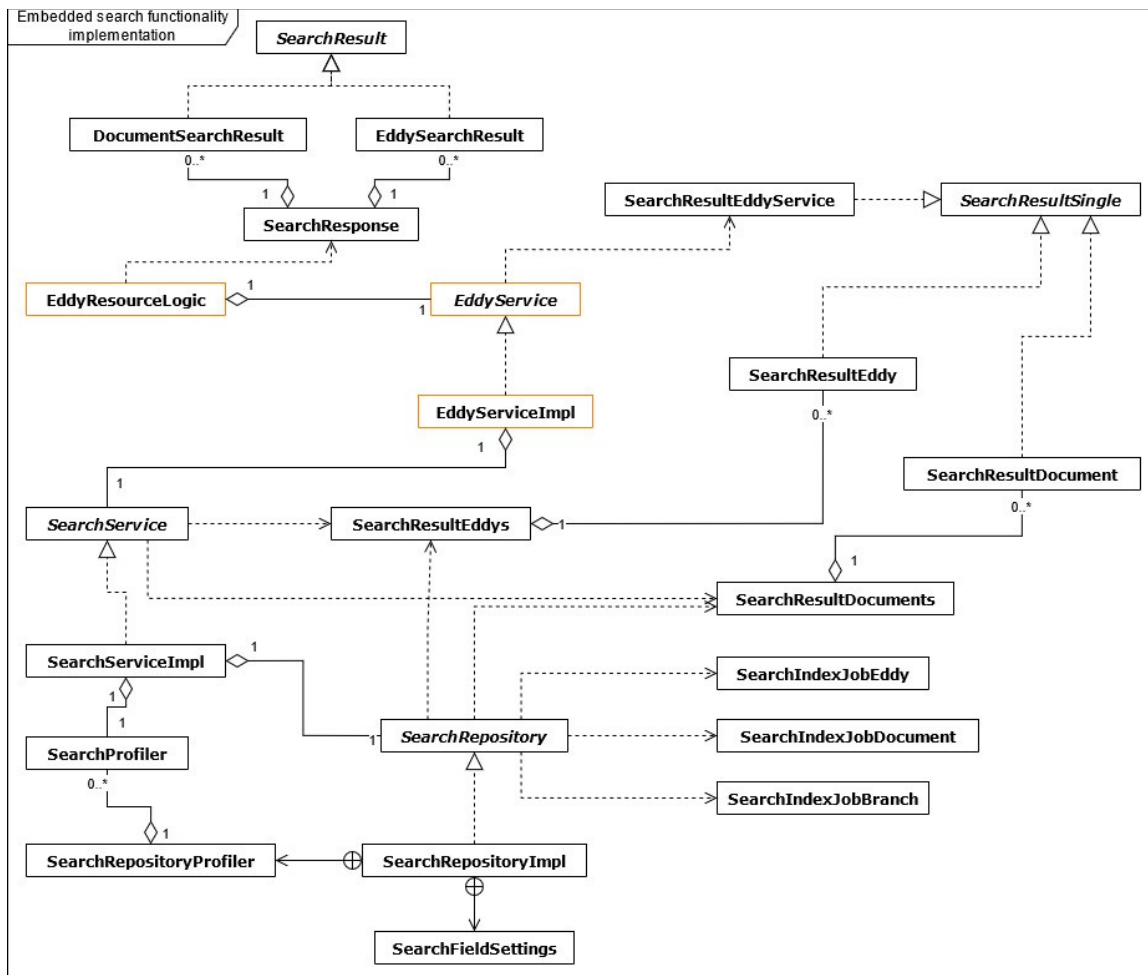 Embedded search functionality
implementation
SearchResult
DocumentSearchResult
EddySearchResult
0..*
0..*
1
1
SearchResponse
SearchResultEddyService
SearchResultSingle
EddyResourceLogic
1
1
EddyService
SearchResultEddy
0..*
EddyServiceImpl
1
1
SearchResultDocument
0..*
SearchService
SearchResultEddys
1
1
SearchResultDocuments
SearchServiceImpl
1
1
1
SearchIndexJobEddy
SearchRepository
1
SearchIndexJobDocument
SearchProfiler
0..*
SearchIndexJobBranch
1
SearchRepositoryProfiler
SearchRepositoryImpl
SearchFieldSettings